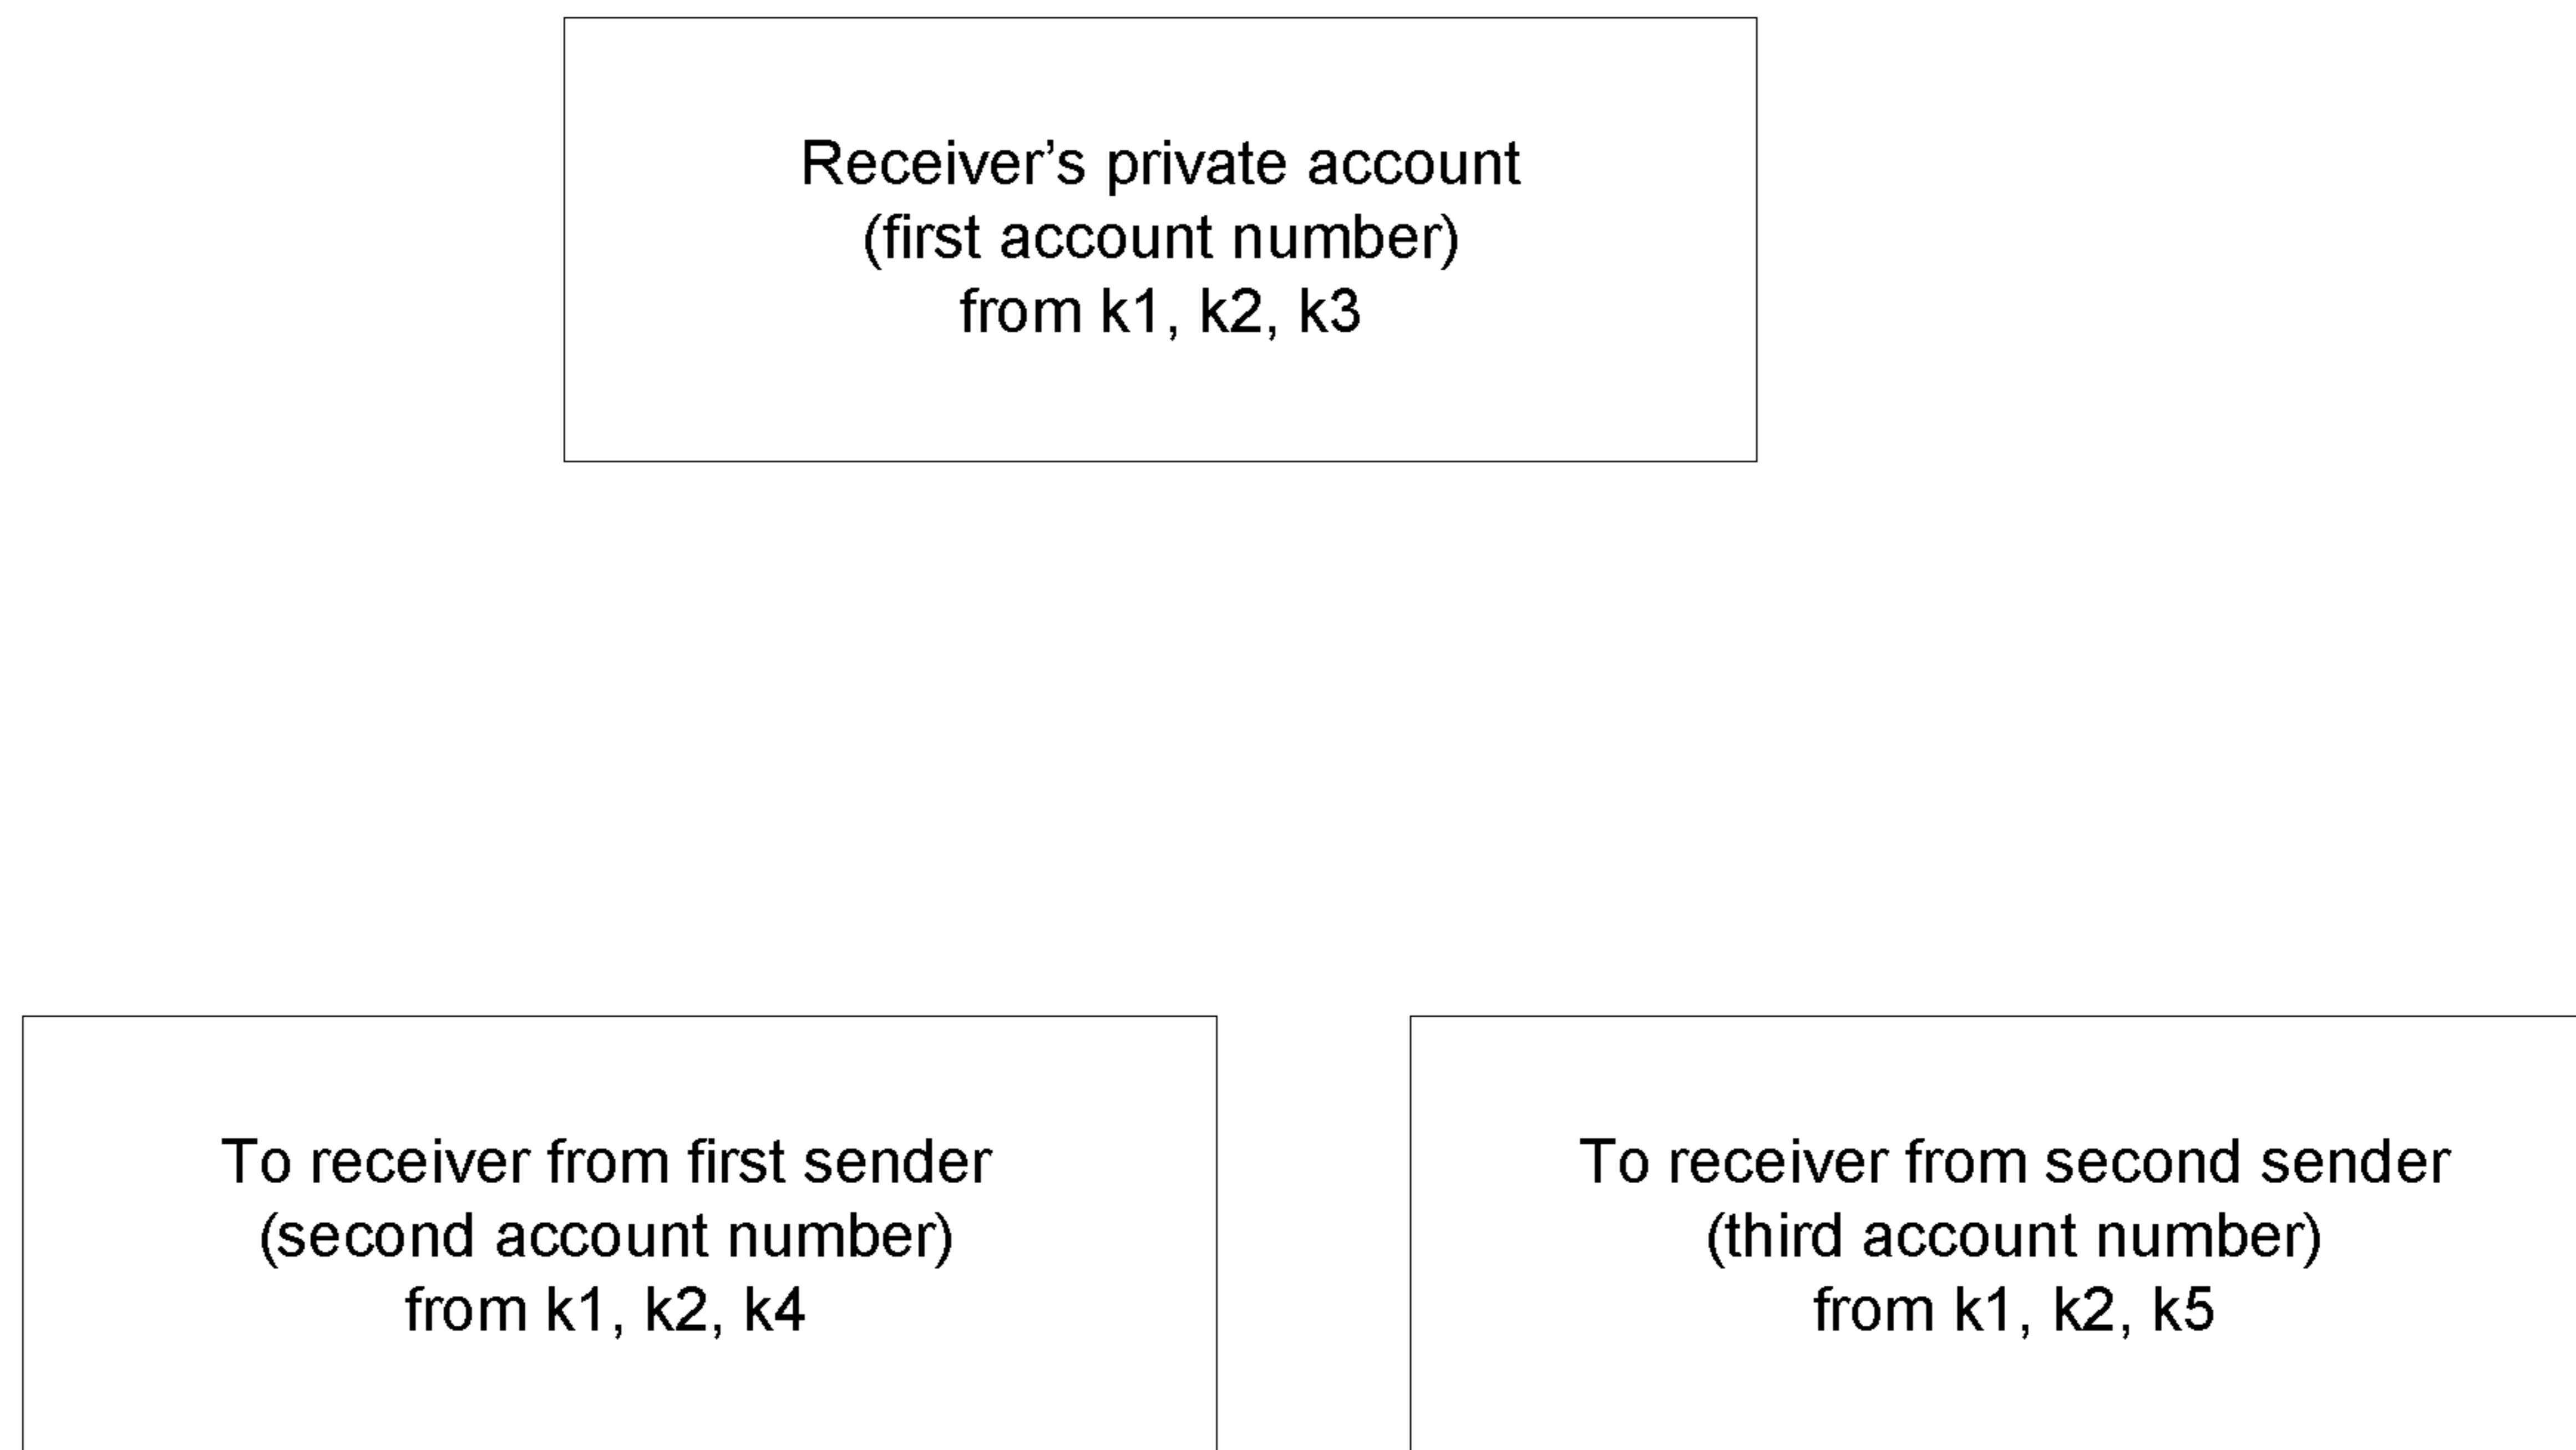 Receiver’s private account
(first account number)
from k1, k2, k3
To receiver from first sender
(second account number)
from k1, k2, k4
To receiver from second sender
(third account number)
from k1, k2, k5